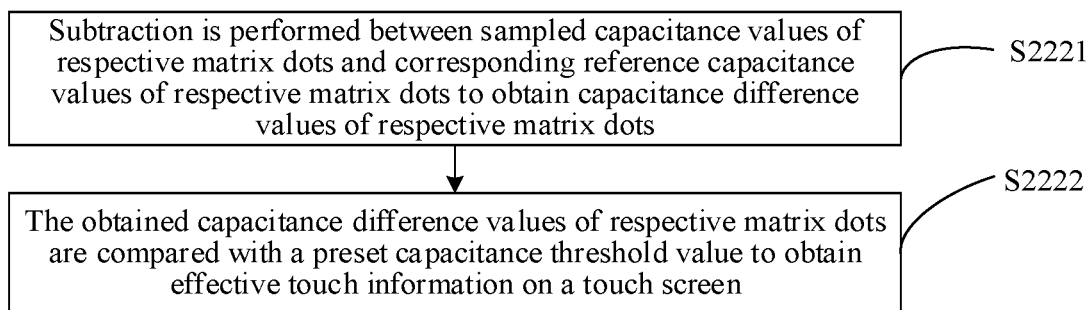 Subtraction is performed between sampled capacitance values of
respective matrix dots and corresponding reference capacitance
values of respective matrix dots to obtain capacitance difference
values of respective matrix dots
S2221
The obtained capacitance difference values of respective matrix dots
are compared with a preset capacitance threshold value to obtain
effective touch information on a touch screen
S2222